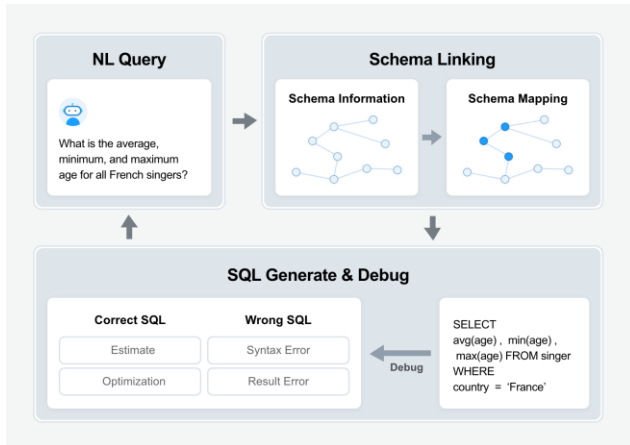 NL Query
What is the average,
minimum, and maximum
age for all French singers?
Schema Linking
Schema Information
Schema Mapping
SQL Generate & Debug
Correct SQL
Wrong SQL
Estimate
Syntax Error
Optimization
Result Error
Debug
SELECT
avg(age) , min(age) ,
max(age) FROM singer
WHERE
country = ‘France’